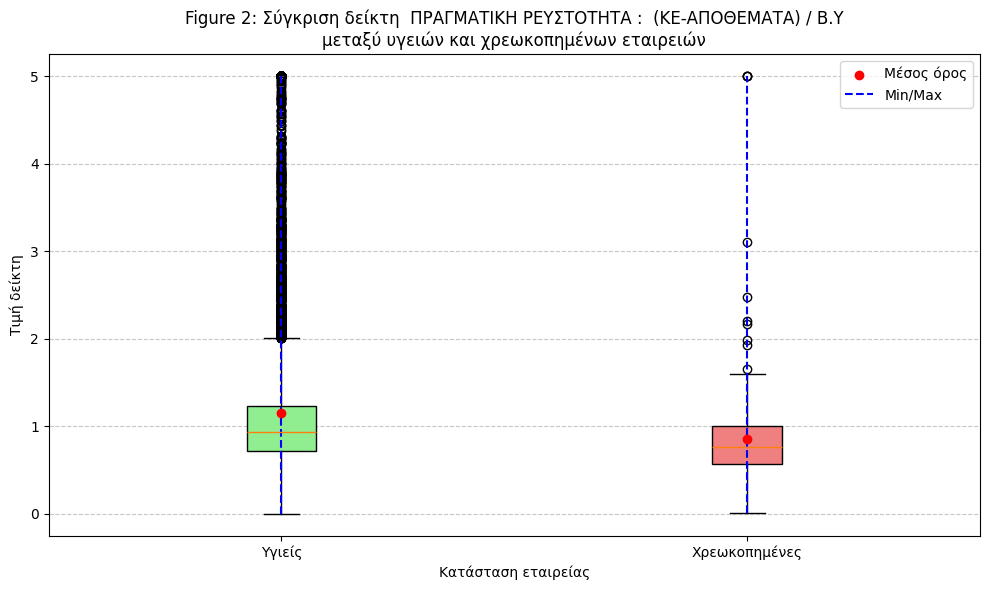 Figure 2: Σύγκριση δείκτη  ΠΡΑΓΜΑΤΙΚΗ ΡΕΥΣΤΟΤΗΤΑ :  (ΚΕ-ΑΠΟΘΕΜΑΤΑ) / Β.Υ
μεταξύ υγειών και χρεωκοπημένων εταιρειών
Μέσος όρος
Min/Max
Τιμή δείκτη
5
4
3
2
1
0
Υγιείς
Χρεωκοπημένες
Κατάσταση εταιρείας